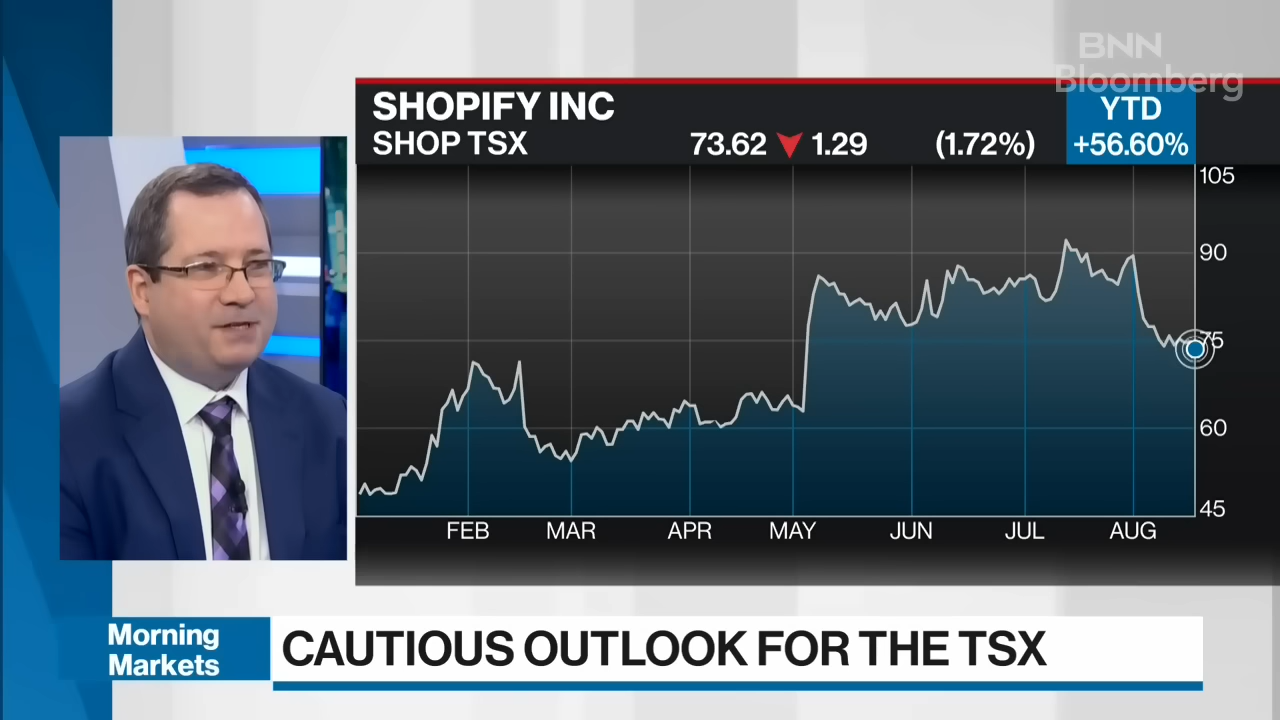 BNN
Bloomberg
SHOPIFY INC
SHOP TSX 73.62 ▼ 1.29 (1.72%)
YTD
+56.60%
105
90
75
60
45
FEB MAR APR MAY JUN JUL AUG
Morning
Markets
CAUTIOUS OUTLOOK FOR THE TSX